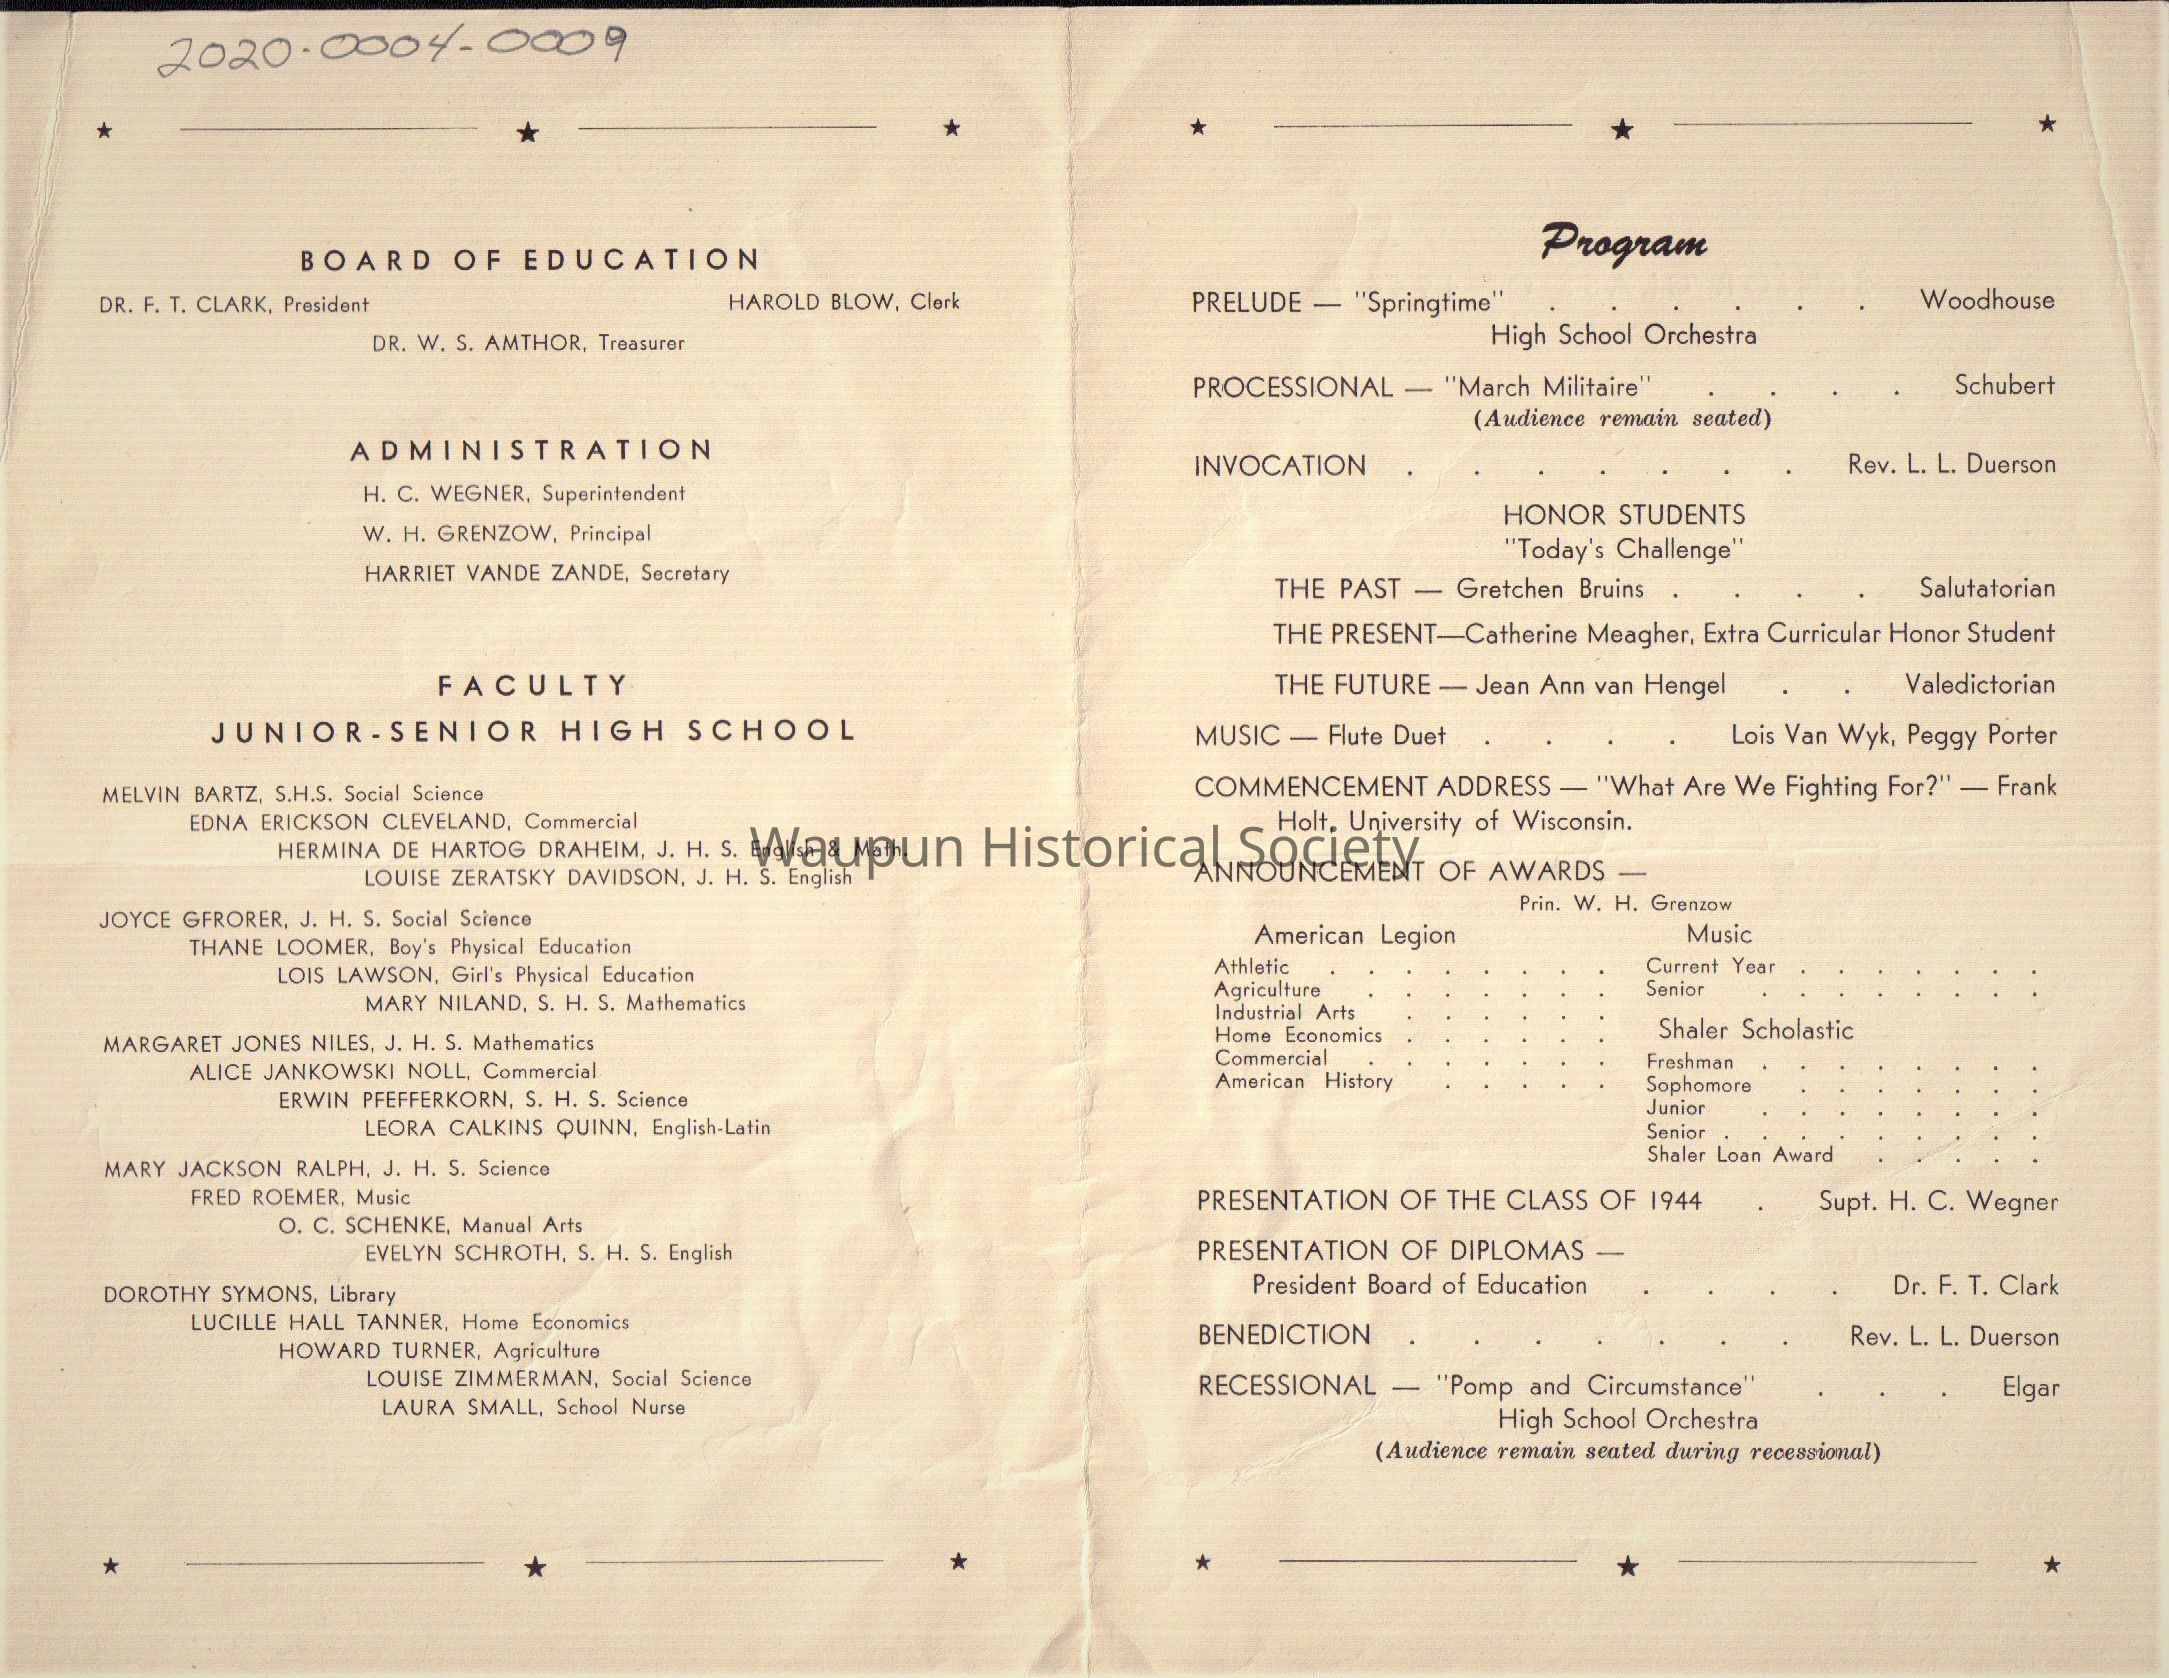 2020-0004-0009
BOARD OF EDUCATION
DR. F. T. CLARK, President HAROLD BLOW, Clerk
DR. W. S. AMTHOR, Treasurer
ADMINISTRATION
H. C. WEGNER, Superintendent
W. H. GRENZOW, Principal
HARRIET VANDE ZANDE, Secretary
FACULTY
JUNIOR-SENIOR HIGH SCHOOL
MELVIN BARTZ, S.H.S. Social Science
EDNA ERICKSON CLEVELAND, Commercial
HERMINA DE HARTOG DRAHEIM, J. H. S. English & Math.
LOUISE ZERATSKY DAVIDSON, J. H. S. English
JOYCE GFRORER, J. H. S. Social Science
THANE LOOMER, Boy's Physical Education
LOIS LAWSON, Girl's Physical Education
MARY NILAND, S. H. S. Mathematics
MARGARET JONES NILES, J. H. S. Mathematics
ALICE JANKOWSKI NOLL, Commercial
ERWIN PFEFFERKORN, S. H. S. Science
LEORA CALKINS QUINN, English-Latin
MARY JACKSON RALPH, J. H. S. Science
FRED ROEMER, Music
O. C. SCHENKE, Manual Arts
EVELYN SCHROTH, S. H. S. English
DOROTHY SYMONS, Library
LUCILLE HALL TANNER, Home Economics
HOWARD TURNER, Agriculture
LOUISE ZIMMERMAN, Social Science
LAURA SMALL, School Nurse
Waupun Historical Society
Program
PRELUDE — "Springtime" . . . . . . Woodhouse
High School Orchestra
PROCESSIONAL — "March Militaire" . . . . Schubert
(Audience remain seated)
INVOCATION . . . . . . . Rev. L. L. Duerson
HONOR STUDENTS
"Today's Challenge"
THE PAST — Gretchen Bruins . . . . Salutatorian
THE PRESENT—Catherine Meagher, Extra Curricular Honor Student
THE FUTURE — Jean Ann van Hengel . . Valedictorian
MUSIC — Flute Duet . . . . Lois Van Wyk, Peggy Porter
COMMENCEMENT ADDRESS — "What Are We Fighting For?" — Frank
Holt, University of Wisconsin.
ANNOUNCEMENT OF AWARDS —
Prin. W. H. Grenzow
American Legion
Athletic . . . . . . . .
Agriculture . . . . . . .
Industrial Arts . . . . . .
Home Economics . . . . . .
Commercial . . . . . . .
American History . . . . .
Music
Current Year . . . . . . .
Senior . . . . . . . .
Shaler Scholastic
Freshman . . . . . . . .
Sophomore . . . . . . .
Junior . . . . . . . .
Senior . . . . . . . . .
Shaler Loan Award . . . . .
PRESENTATION OF THE CLASS OF 1944 . Supt. H. C. Wegner
PRESENTATION OF DIPLOMAS —
President Board of Education . . . . Dr. F. T. Clark
BENEDICTION . . . . . . . Rev. L. L. Duerson
RECESSIONAL — "Pomp and Circumstance" . . . Elgar
High School Orchestra
(Audience remain seated during recessional)